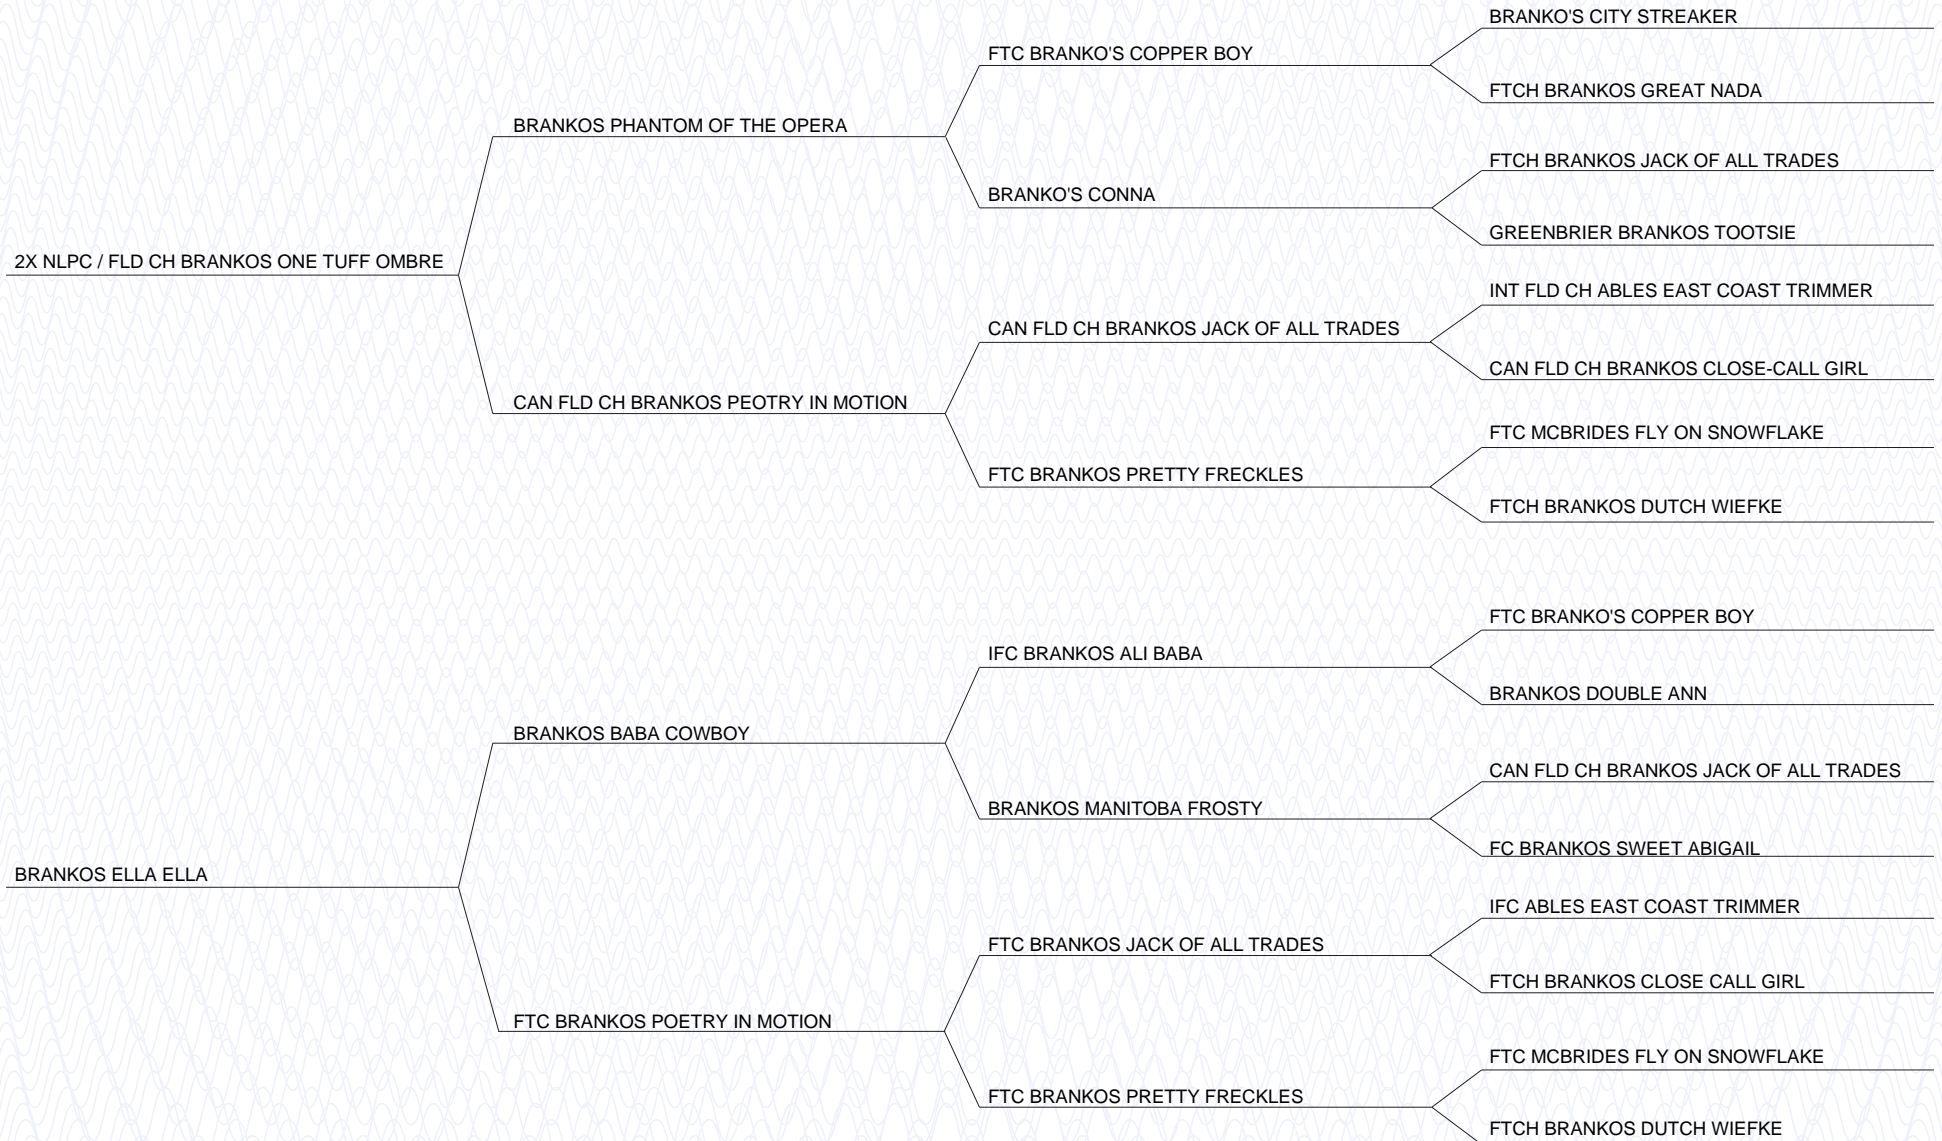 BRANKO'S CITY STREAKER
FTC BRANKO'S COPPER BOY
FTCH BRANKOS GREAT NADA
BRANKOS PHANTOM OF THE OPERA
FTCH BRANKOS JACK OF ALL TRADES
BRANKO'S CONNA
GREENBRIER BRANKOS TOOTSIE
2X NLPC / FLD CH BRANKOS ONE TUFF OMBRE
INT FLD CH ABLES EAST COAST TRIMMER
CAN FLD CH BRANKOS JACK OF ALL TRADES
CAN FLD CH BRANKOS CLOSE-CALL GIRL
CAN FLD CH BRANKOS PEOTRY IN MOTION
FTC MCBRIDES FLY ON SNOWFLAKE
FTC BRANKOS PRETTY FRECKLES
FTCH BRANKOS DUTCH WIEFKE
FTC BRANKO'S COPPER BOY
IFC BRANKOS ALI BABA
BRANKOS DOUBLE ANN
BRANKOS BABA COWBOY
CAN FLD CH BRANKOS JACK OF ALL TRADES
BRANKOS MANITOBA FROSTY
FC BRANKOS SWEET ABIGAIL
BRANKOS ELLA ELLA
IFC ABLES EAST COAST TRIMMER
FTC BRANKOS JACK OF ALL TRADES
FTCH BRANKOS CLOSE CALL GIRL
FTC BRANKOS POETRY IN MOTION
FTC MCBRIDES FLY ON SNOWFLAKE
FTC BRANKOS PRETTY FRECKLES
FTCH BRANKOS DUTCH WIEFKE